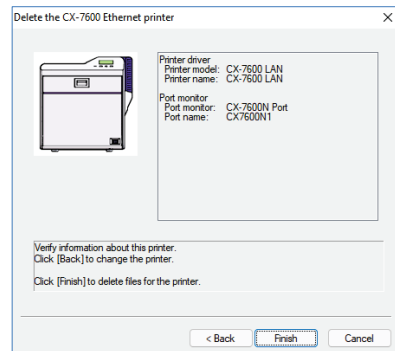 Delete the CX-7600 Ethernet printer
Printer driver
Printer model: CX-7600 LAN
Printer name: CX-7600 LAN
Port monitor
Port monitor: CX-7600N Port
Port name: CX7600N1
Verify information about this printer.
Click [Back] to change the printer.
Click [Finish] to delete files for the printer.
< Back Finish Cancel